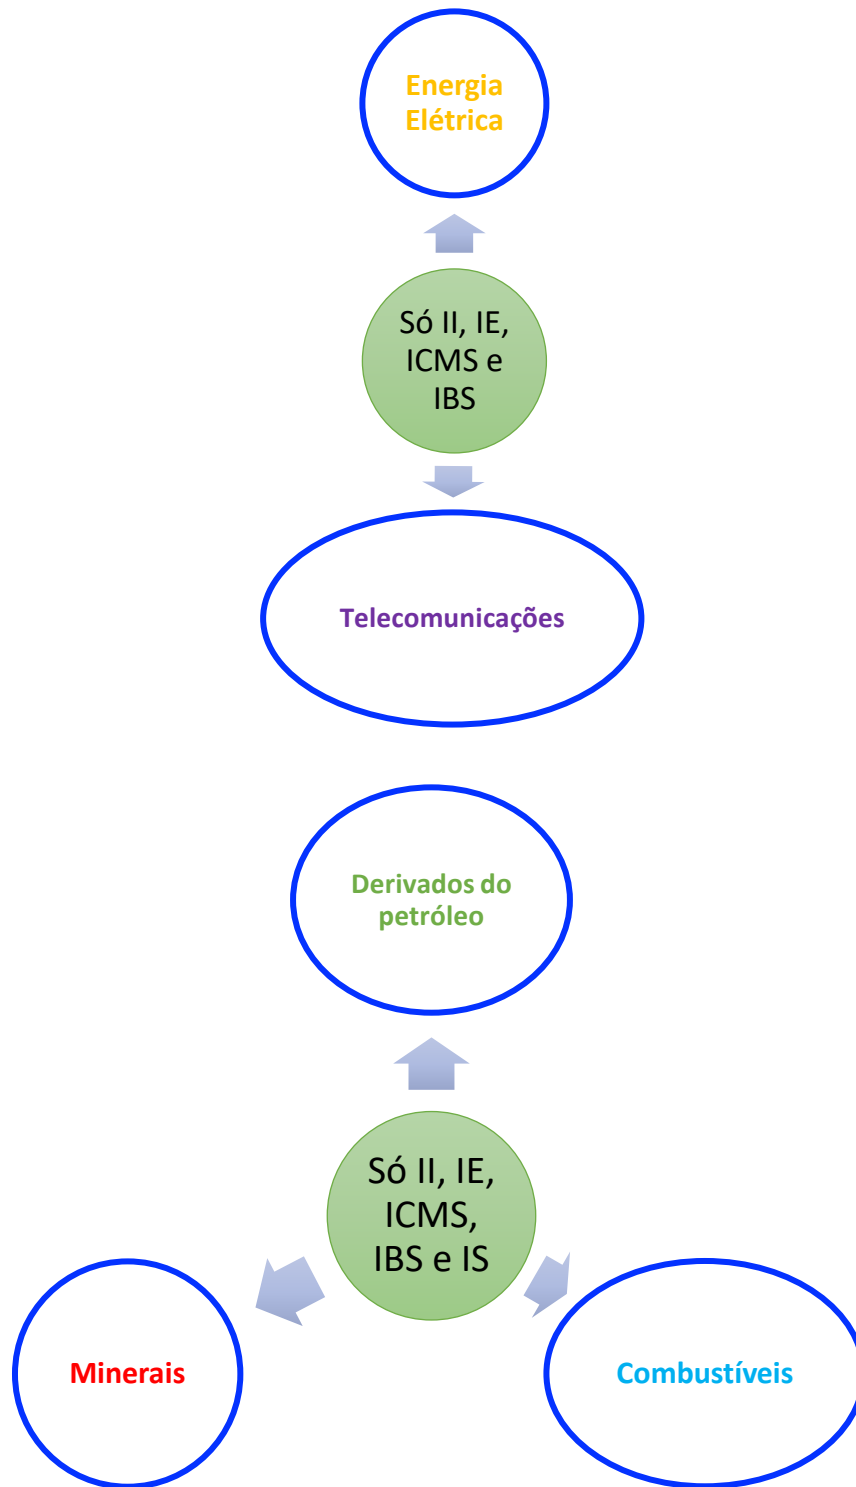 Energia
Elétrica
Só II, IE,
ICMS e
IBS
Telecomunicações
Derivados do
petróleo
Só II, IE,
ICMS,
IBS e IS
Minerais
Combustíveis